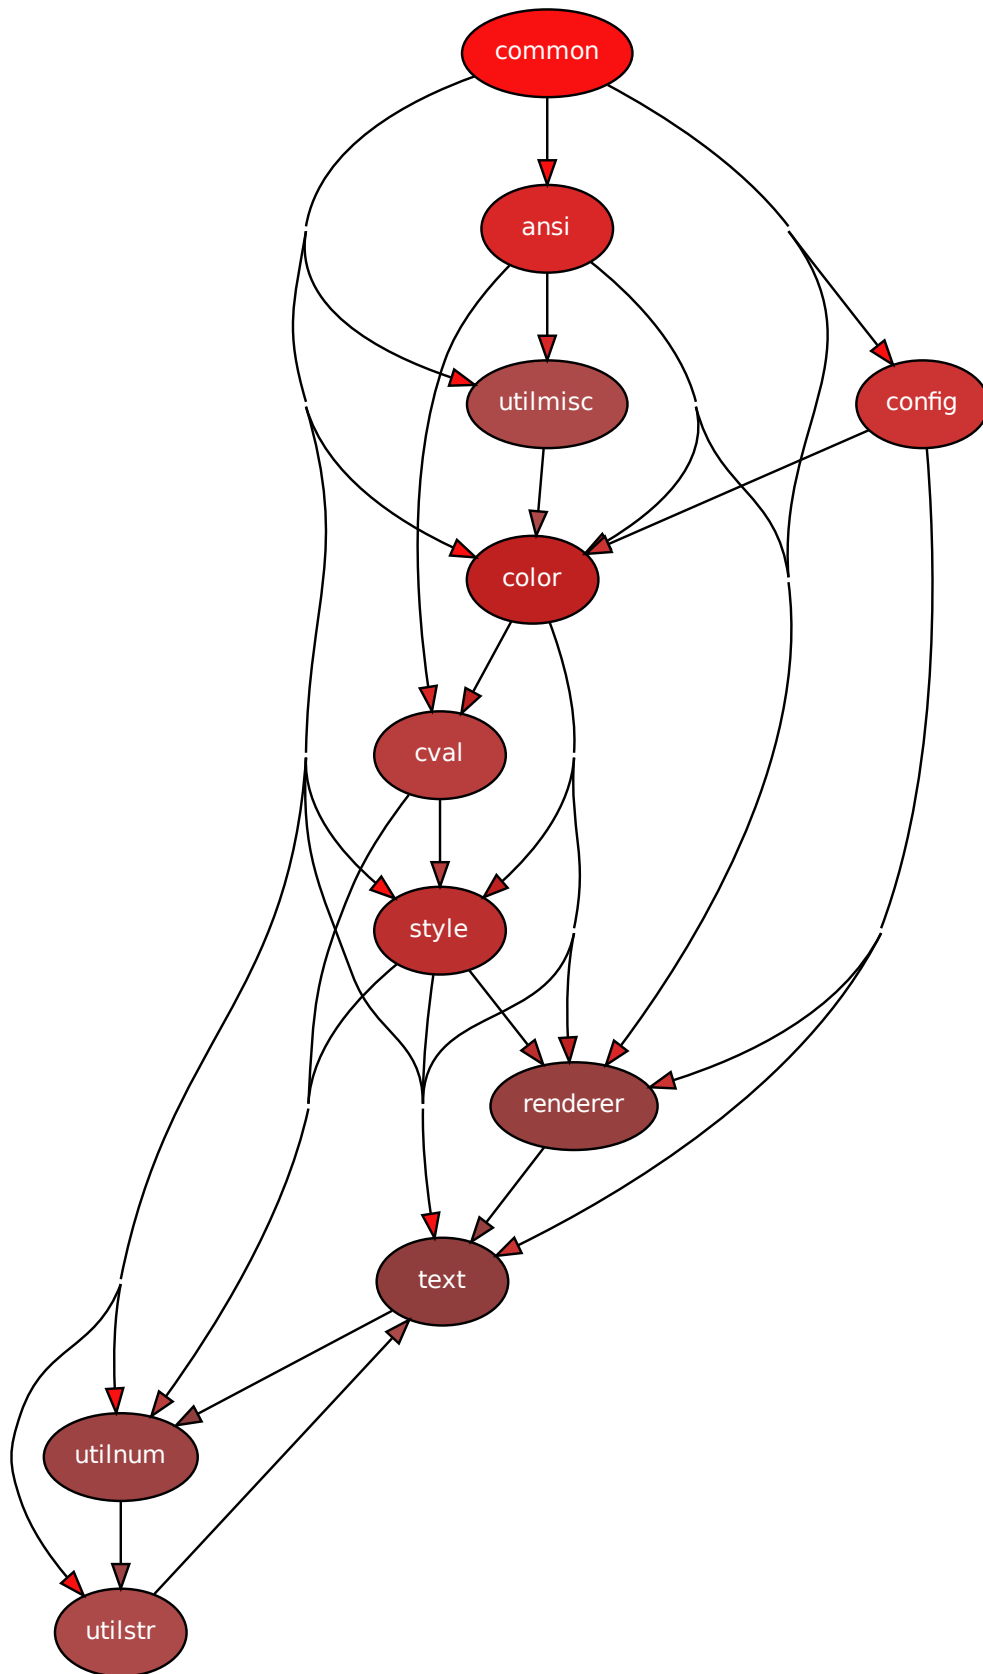 common
ansi
utilmisc
config
color
cval
style
renderer
text
utilnum
utilstr